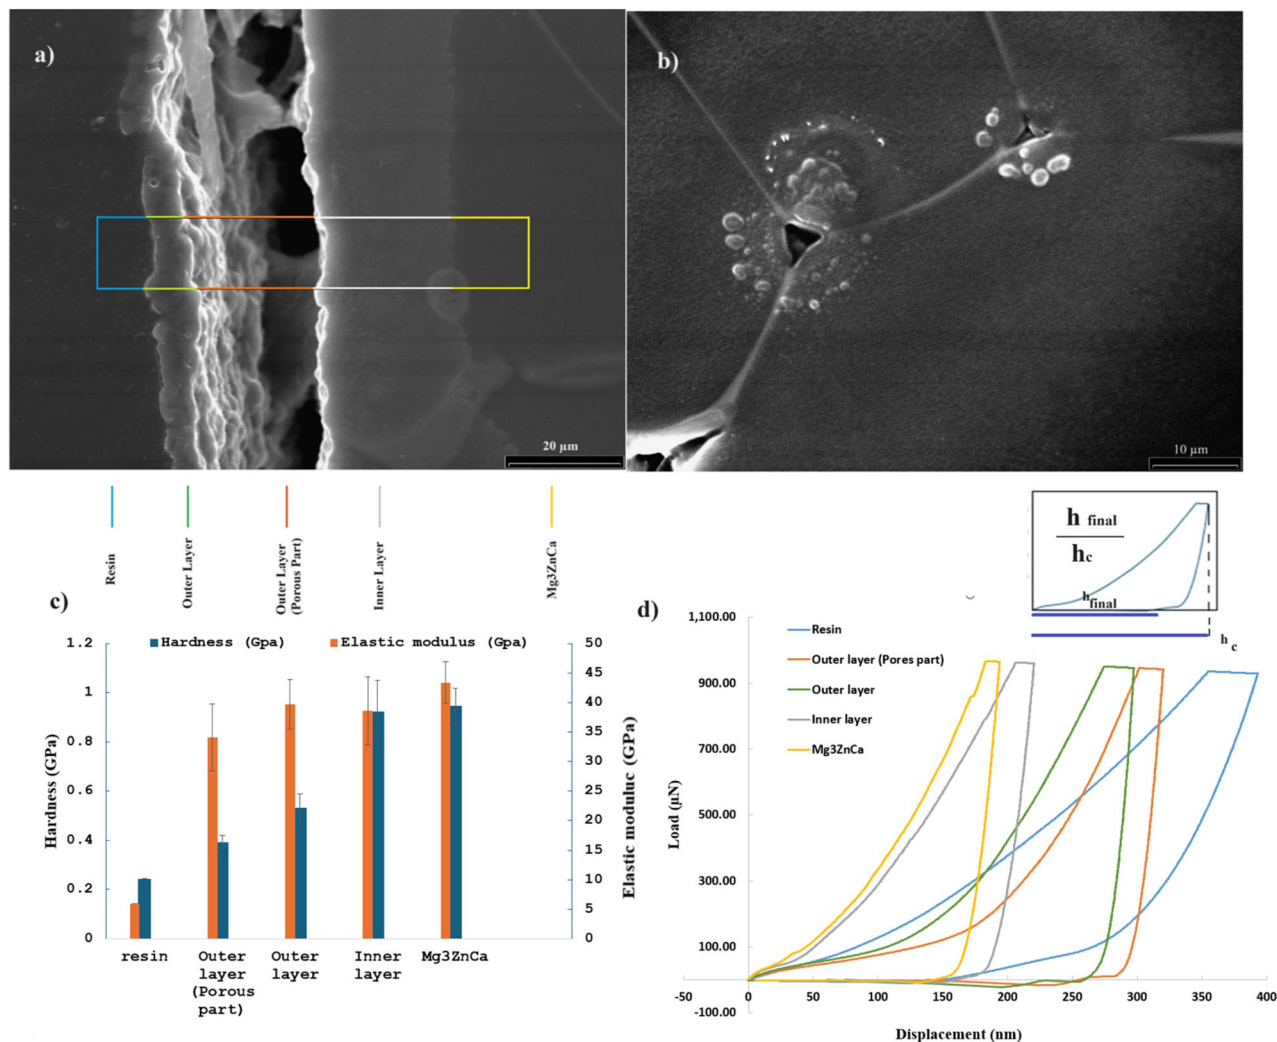 a)
20 µm
b)
10 µm
Resin
Outer Layer
Outer Layer
(Porous Part)
Inner Layer
Mg3ZnCa
c)
Hardness (Gpa)
Elastic modulus (Gpa)
1.2
1
0.8
0.6
0.4
0.2
0
Hardness (GPa)
50
45
40
35
30
25
20
15
10
5
0
Elastic moduluc (GPa)
resin
Outer
layer
(Porous
part)
Outer
layer
Inner
layer
Mg3ZnCa
d)
h final
hc
hfinal
h c
Resin
Outer layer (Pores part)
Outer layer
Inner layer
Mg3ZnCa
1,100.00
900.00
700.00
500.00
300.00
100.00
-100.00
Load (µN)
-50
0
50
100
150
200
250
300
350
400
Displacement (nm)